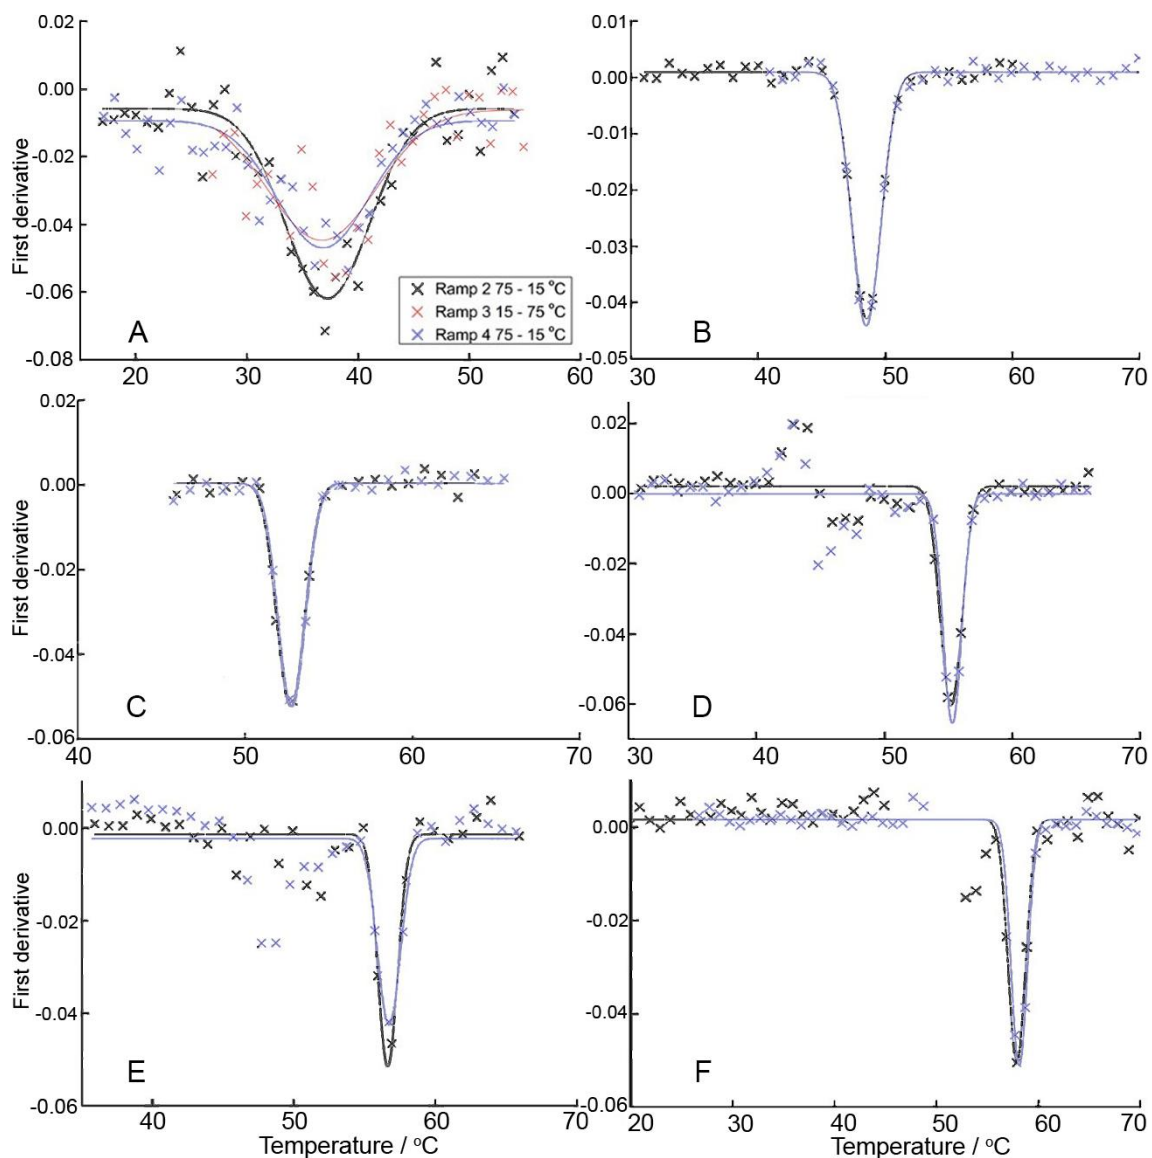 0.02
0.00
-0.02
-0.04
-0.06
-0.08
20 30 40 50 60
First derivative
A
Ramp 2 75 - 15 °C
Ramp 3 15 - 75 °C
Ramp 4 75 - 15 °C
0.01
0.00
-0.01
-0.02
-0.03
-0.04
-0.05
30 40 50 60 70
B
0.02
0.00
-0.02
-0.04
-0.06
40 50 60 70
First derivative
C
0.02
0.00
-0.02
-0.04
-0.06
30 40 50 60 70
D
0.00
-0.02
-0.04
-0.06
40 50 60 70
First derivative
Temperature / °C
E
0.00
-0.02
-0.04
-0.06
20 30 40 50 60 70
Temperature / °C
F